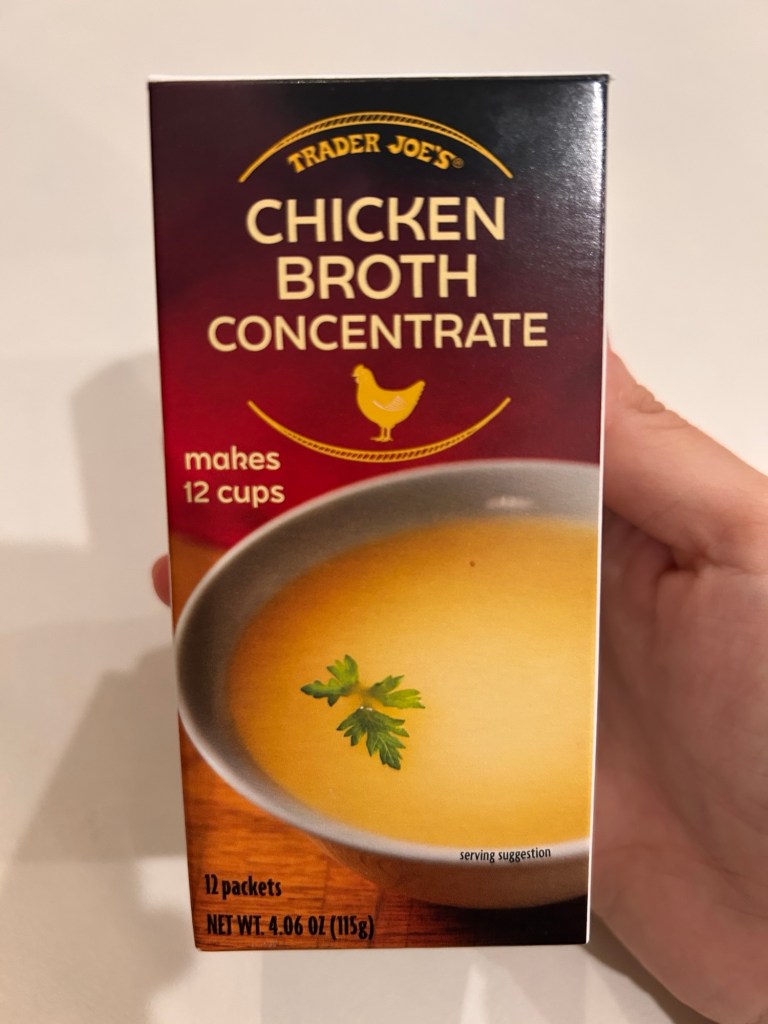 TRADER JOE'S®
CHICKEN
BROTH
CONCENTRATE
makes
12 cups
serving suggestion
12 packets
NET WT. 4.06 OZ (115g)